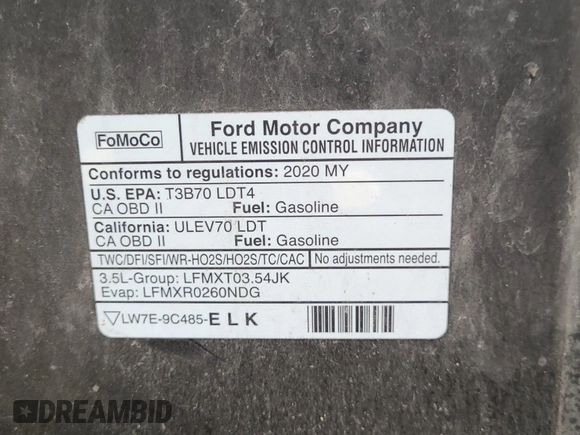 FoMoCo
Ford Motor Company
VEHICLE EMISSION CONTROL INFORMATION
Conforms to regulations: 2020 MY
U.S. EPA: T3B70 LDT4
CA OBD II Fuel: Gasoline
California: ULEV70 LDT
CA OBD II Fuel: Gasoline
TWC/DFI/SFI/WR-HO2S/HO2S/TC/CAC No adjustments needed.
3.5L-Group: LFMXT03.54JK
Evap: LFMXR0260NDG
LW7E-9C485-E L K
DREAMBID